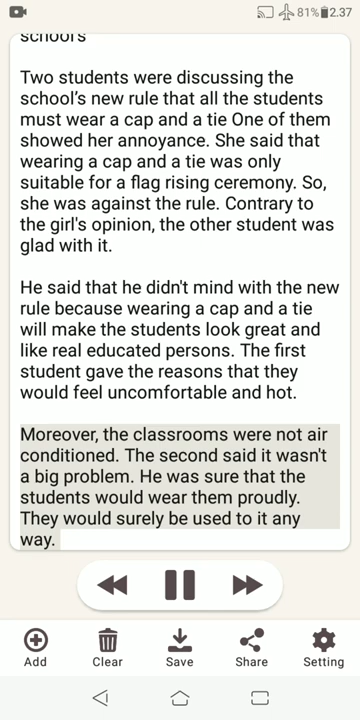 81% 2.37
schools
Two students were discussing the
school's new rule that all the students
must wear a cap and a tie One of them
showed her annoyance. She said that
wearing a cap and a tie was only
suitable for a flag rising ceremony. So,
she was against the rule. Contrary to
the girl's opinion, the other student was
glad with it.
He said that he didn't mind with the new
rule because wearing a cap and a tie
will make the students look great and
like real educated persons. The first
student gave the reasons that they
would feel uncomfortable and hot.
Moreover, the classrooms were not air
conditioned. The second said it wasn't
a big problem. He was sure that the
students would wear them proudly.
They would surely be used to it any
way.
Add Clear Save Share Setting